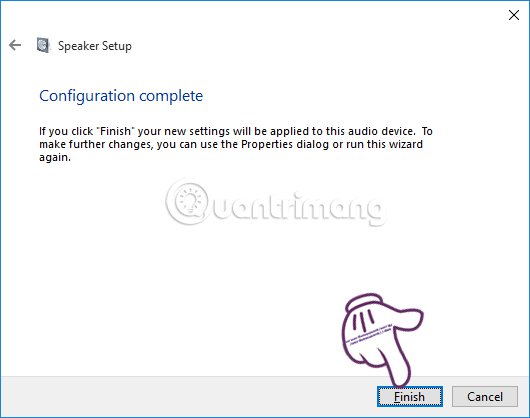 Speaker Setup
Configuration complete
If you click "Finish" your new settings will be applied to this audio device. To
make further changes, you can use the Properties dialog or run this wizard
again.
Quantrimang
Finish
Cancel